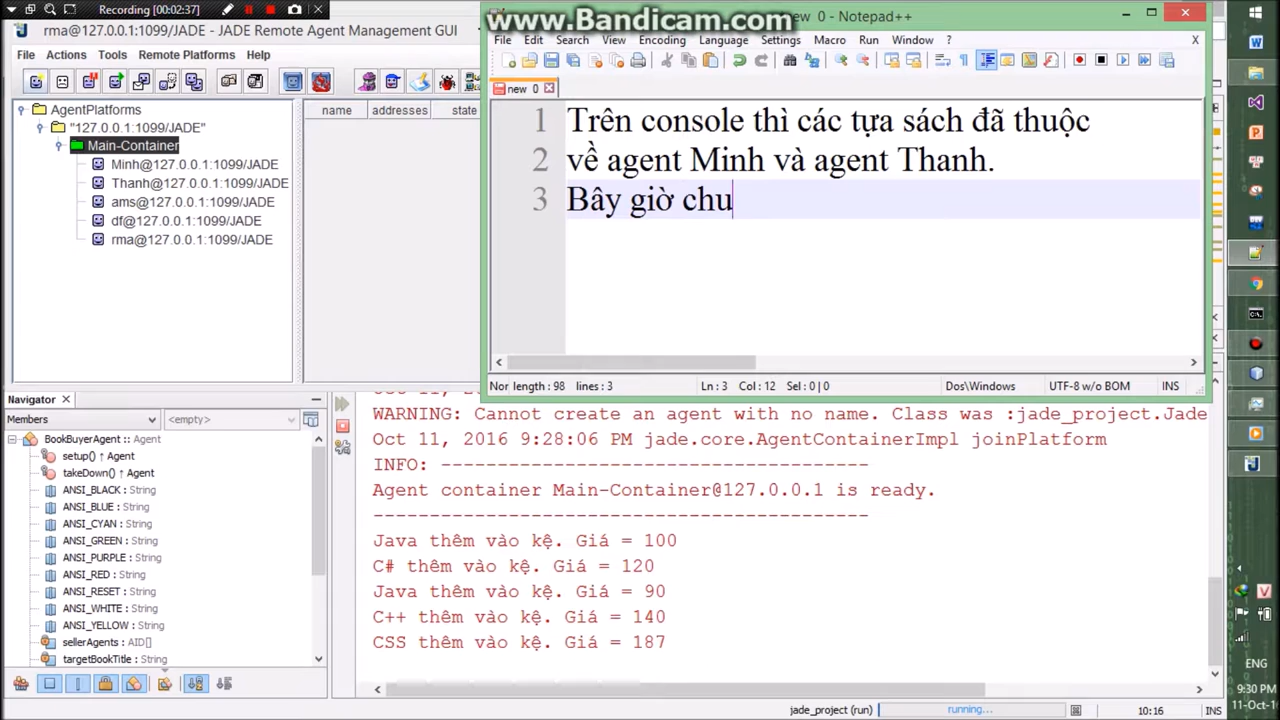 Recording [00:02:37]
www.Bandicam.com
new 0 - Notepad++
rma@127.0.0.1:1099/JADE - JADE Remote Agent Management GUI
File Actions Tools Remote Platforms Help
File Edit Search View Encoding Language Settings Macro Run Window ? X
new 0
AgentPlatforms
"127.0.0.1:1099/JADE"
Main-Container
Minh@127.0.0.1:1099/JADE
Thanh@127.0.0.1:1099/JADE
ams@127.0.0.1:1099/JADE
df@127.0.0.1:1099/JADE
rma@127.0.0.1:1099/JADE
name addresses state
1 Trên console thì các tựa sách đã thuộc
2 về agent Minh và agent Thanh.
3 Bây giờ chu
Nor length : 98 lines : 3 Ln : 3 Col : 12 Sel : 0 | 0 Dos\Windows UTF-8 w/o BOM INS
Navigator
Members <empty>
BookBuyerAgent :: Agent
setup() ↑ Agent
takeDown() ↑ Agent
ANSI_BLACK : String
ANSI_BLUE : String
ANSI_CYAN : String
ANSI_GREEN : String
ANSI_PURPLE : String
ANSI_RED : String
ANSI_RESET : String
ANSI_WHITE : String
ANSI_YELLOW : String
sellerAgents : AID[]
targetBookTitle : String
WARNING: Cannot create an agent with no name. Class was :jade_project.Jade
Oct 11, 2016 9:28:06 PM jade.core.AgentContainerImpl joinPlatform
INFO: --------------------------------------
Agent container Main-Container@127.0.0.1 is ready.
--------------------------------------------
Java thêm vào kệ. Giá = 100
C# thêm vào kệ. Giá = 120
Java thêm vào kệ. Giá = 90
C++ thêm vào kệ. Giá = 140
CSS thêm vào kệ. Giá = 187
jade_project (run) running... 10:16 INS
ENG
9:30 PM